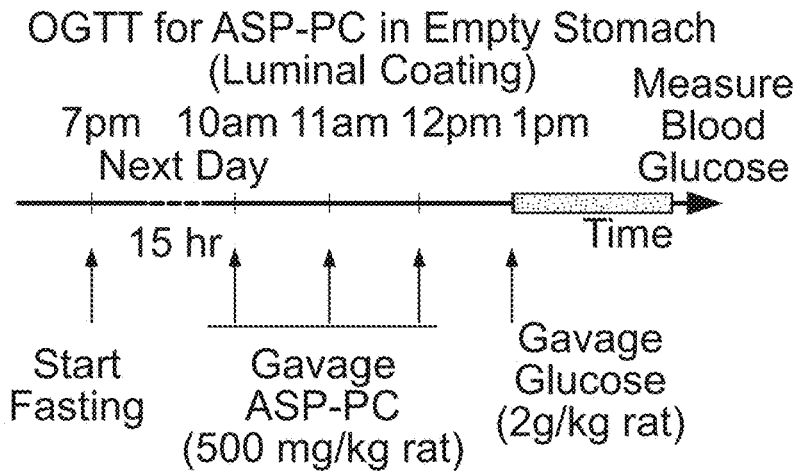 OGTT for ASP-PC in Empty Stomach
(Luminal Coating)
Measure
Blood
Glucose
7pm 10am 11am 12pm 1pm
Next Day
15 hr
Time
Start
Fasting
Gavage
ASP-PC
(500 mg/kg rat)
Gavage
Glucose
(2g/kg rat)